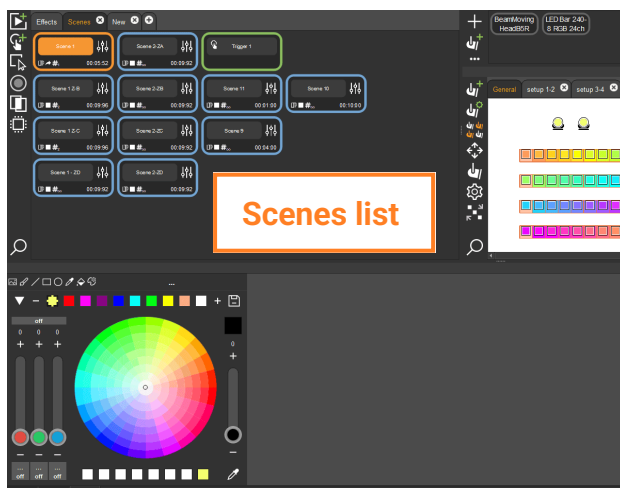 Effects Scenes New
BeamMoving HeadB5R
LED Bar 240-8 RGB 24ch
Scene 1
00:05:52
Scene 2-ZA
00:09:92
Trigger 1
Scene 1 Z-B
00:09:96
Scene 2-ZB
00:09:92
Scene 11
00:01:00
Scene 10
00:10:00
Scene 1-Z-C
00:09:96
Scene 2-ZC
00:09:92
Scene 9
00:04:00
Scene 1 - ZD
00:09:92
Scene 2-ZD
00:09:92
General setup 1-2 setup 3-4
Scenes list
...
off
0 0 0
0
... ... ...
off off off